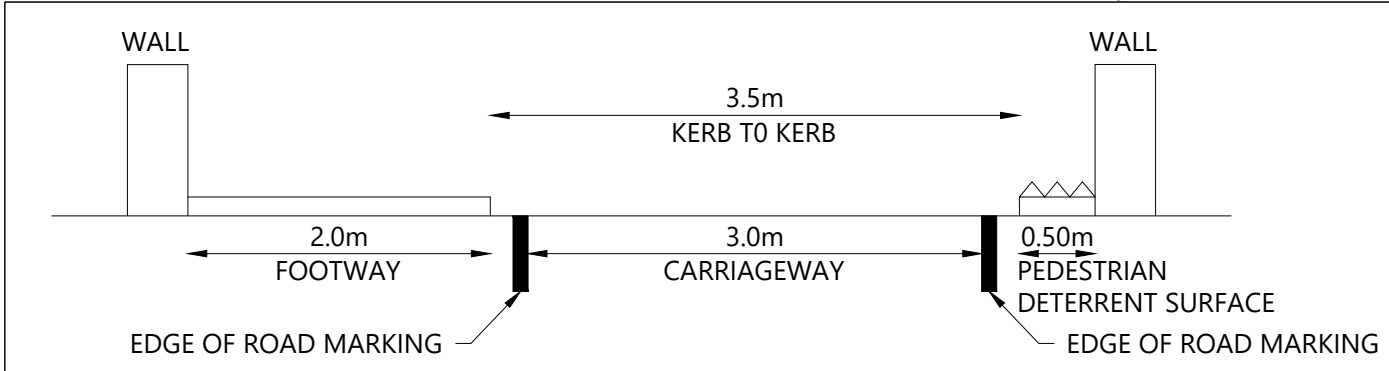 WALL
WALL
3.5m
KERB T0 KERB
2.0m
FOOTWAY
3.0m
CARRIAGEWAY
0.50m
PEDESTRIAN
DETERRENT SURFACE
EDGE OF ROAD MARKING
EDGE OF ROAD MARKING